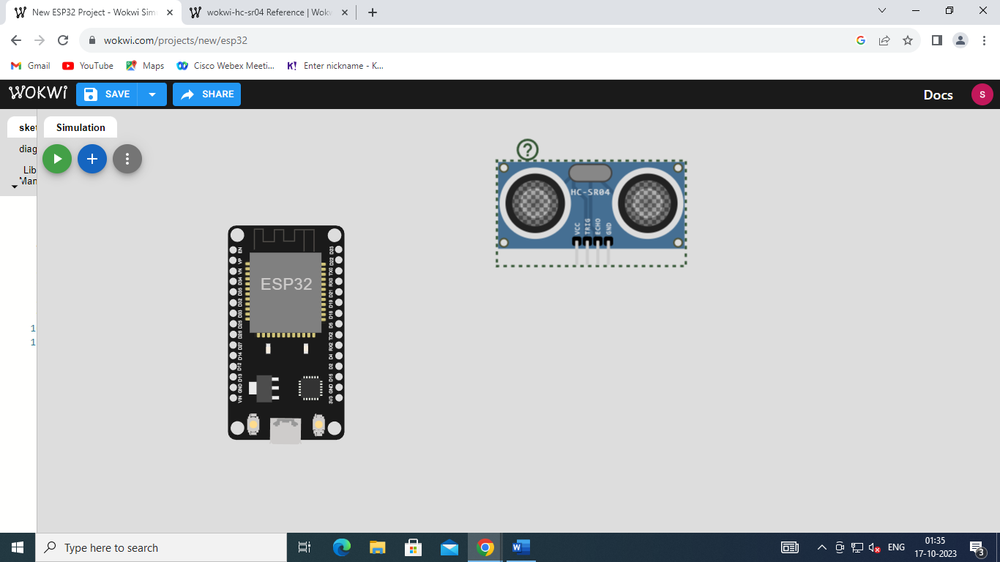 New ESP32 Project - Wokwi Sim
wokwi-hc-sr04 Reference | Wokw
wokwi.com/projects/new/esp32
Gmail
YouTube
Maps
Cisco Webex Meeti...
K!
Enter nickname - K...
WOKWI
SAVE
SHARE
Docs
S
sket
Simulation
diag
Lib
Man
?
HC-SR04
VCC
TRIG
ECHO
GND
ESP32
EN
VP
VN
D34
D35
D32
D33
D25
D26
D27
D14
D12
D13
GND
VIN
D23
D22
TX0
RX0
D21
D19
D18
D5
TX2
RX2
D4
D2
D15
GND
3V3
1
1
Type here to search
W
ENG
01:35
17-10-2023
3